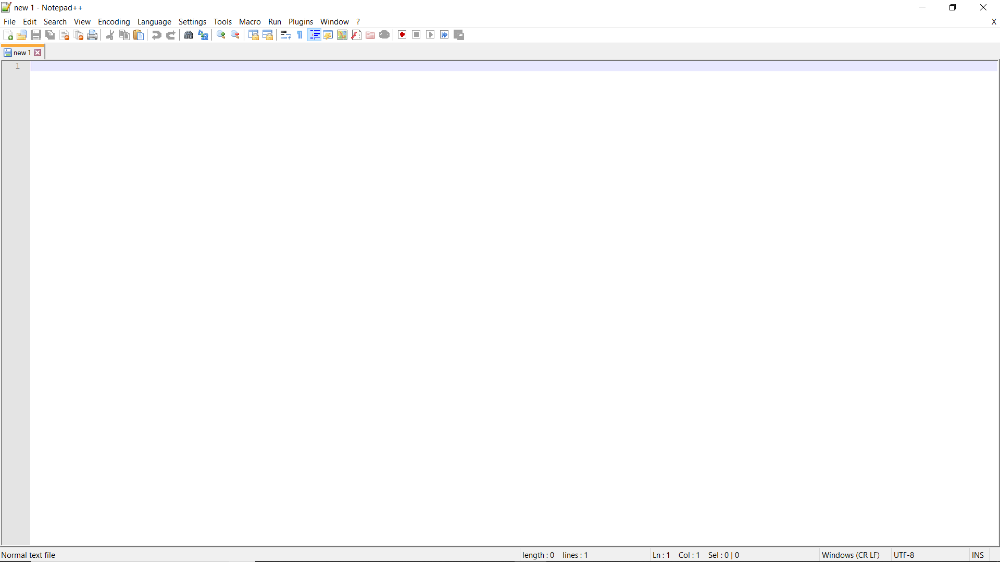 new 1 - Notepad++
File Edit Search View Encoding Language Settings Tools Macro Run Plugins Window ? X
new 1
1
Normal text file length : 0 lines : 1 Ln : 1 Col : 1 Sel : 0 | 0 Windows (CR LF) UTF-8 INS